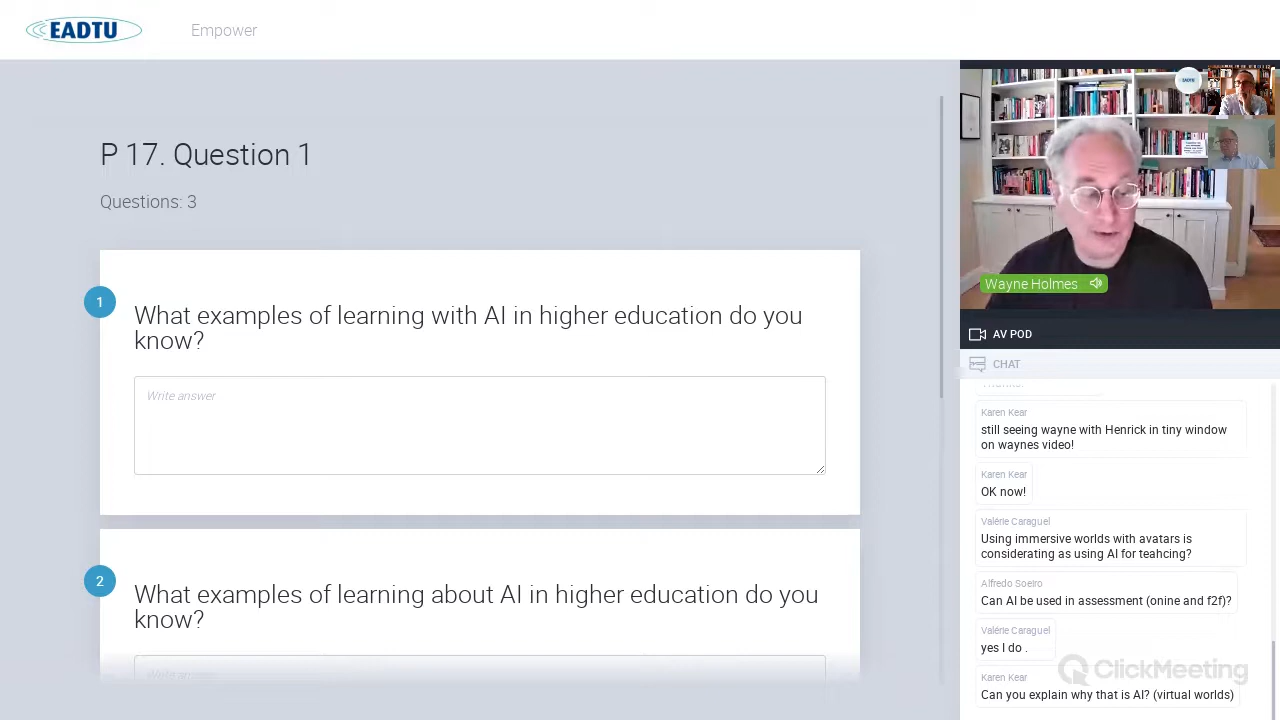 EADTU
Empower
P 17. Question 1
Questions: 3
1
What examples of learning with AI in higher education do you
know?
Write answer
2
What examples of learning about AI in higher education do you
know?
Write answer
EADTU
Wayne Holmes
AV POD
CHAT
Thanks.
Karen Kear
still seeing wayne with Henrick in tiny window
on waynes video!
Karen Kear
OK now!
Valérie Caraguel
Using immersive worlds with avatars is
considerating as using AI for teahcing?
Alfredo Soeiro
Can AI be used in assessment (onine and f2f)?
Valérie Caraguel
yes I do .
Karen Kear
Can you explain why that is AI? (virtual worlds)
ClickMeeting